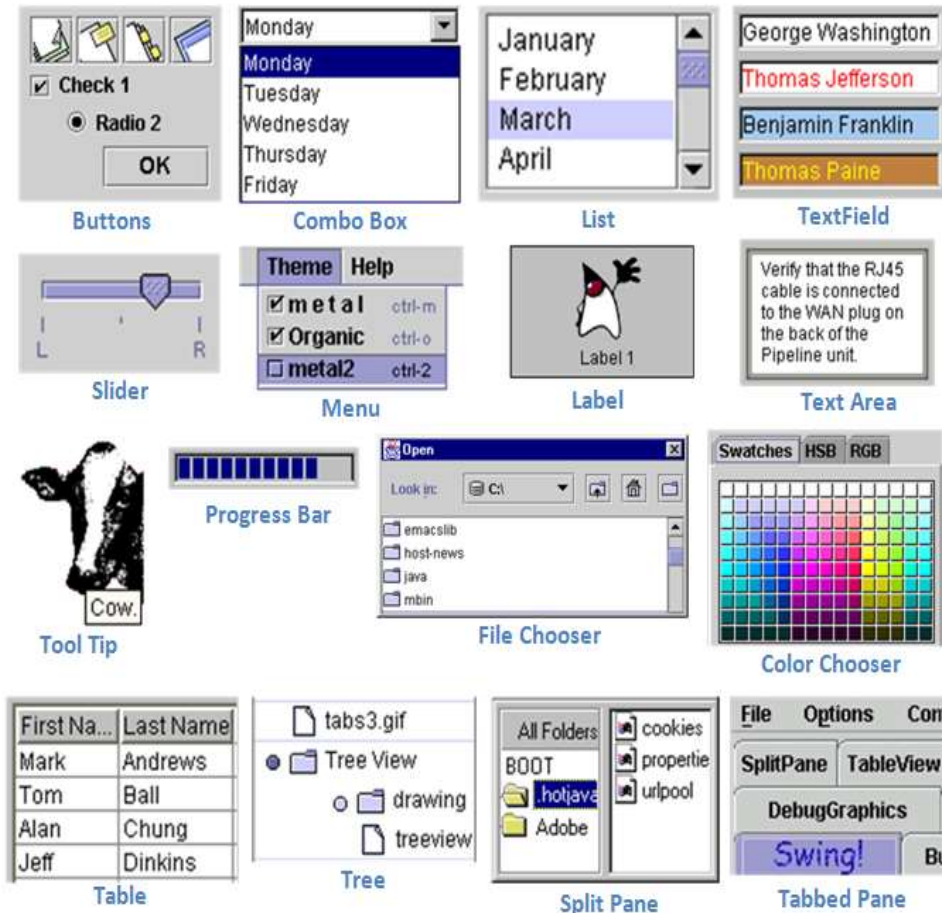 Check 1
Radio 2
OK
Buttons
Monday
Monday
Tuesday
Wednesday
Thursday
Friday
Combo Box
January
February
March
April
List
George Washington
Thomas Jefferson
Benjamin Franklin
Thomas Paine
TextField
L
R
Slider
Theme Help
metal ctrl-m
Organic ctrl-o
metal2 ctrl-2
Menu
Label 1
Label
Verify that the RJ45
cable is connected
to the WAN plug on
the back of the
Pipeline unit.
Text Area
Cow.
Tool Tip
Progress Bar
Open
Look in: C:\
emacslib
host-news
java
mbin
File Chooser
Swatches HSB RGB
Color Chooser
First Na... Last Name
Mark Andrews
Tom Ball
Alan Chung
Jeff Dinkins
Table
tabs3.gif
Tree View
drawing
treeview
Tree
All Folders
BOOT
.hotjava
Adobe
cookies
propertie
urlpool
Split Pane
File Options Con
SplitPane TableView
DebugGraphics
Swing! Bu
Tabbed Pane